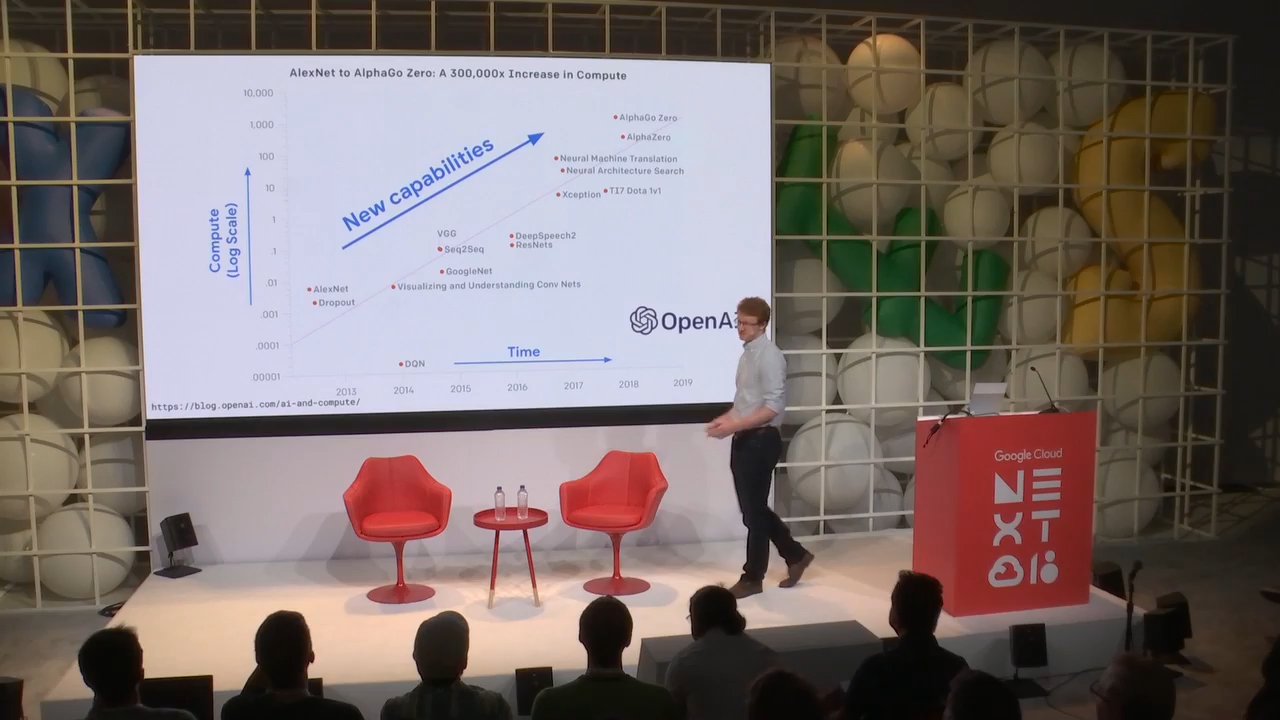 AlexNet to AlphaGo Zero: A 300,000x Increase in Compute
10,000
1,000
100
10
1
.1
.01
.001
.0001
.00001
Compute
(Log Scale)
New capabilities
AlphaGo Zero
AlphaZero
Neural Machine Translation
Neural Architecture Search
Xception
TI7 Dota 1v1
VGG
Seq2Seq
DeepSpeech2
ResNets
GoogleNet
AlexNet
Visualizing and Understanding Conv Nets
Dropout
DQN
Time
OpenA
2013
2014
2015
2016
2017
2018
2019
https://blog.openai.com/ai-and-compute/
Google Cloud
NE
XT
18